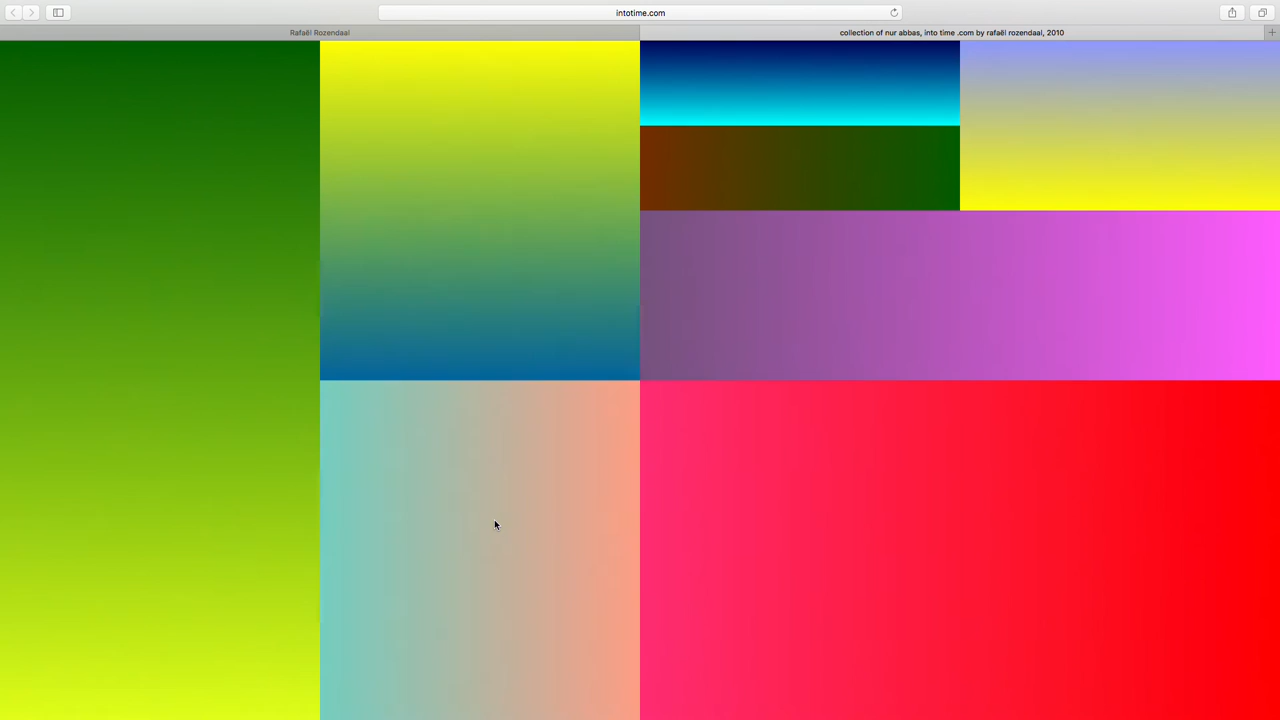 intotime.com
Rafaël Rozendaal
collection of nur abbas, into time .com by rafaël rozendaal, 2010